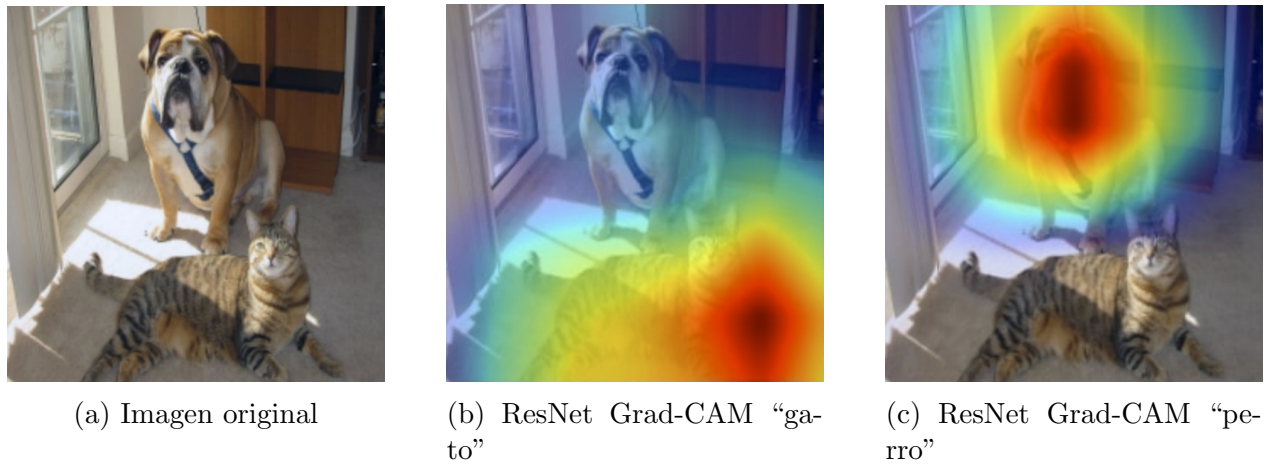 (a) Imagen original
(b) ResNet Grad-CAM “ga-
to”
(c) ResNet Grad-CAM “pe-
rro”